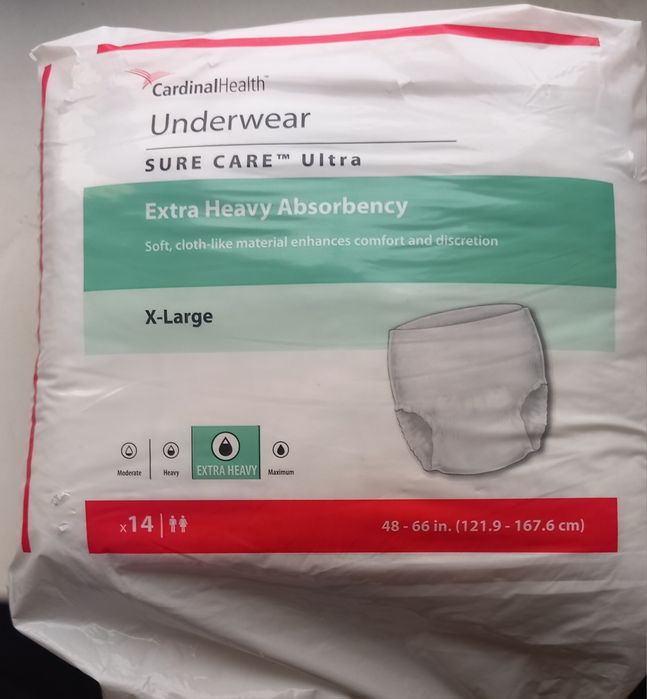 CardinalHealth™
Underwear
SURE CARE™ Ultra
Extra Heavy Absorbency
Soft, cloth-like material enhances comfort and discretion
X-Large
Moderate Heavy EXTRA HEAVY Maximum
x14 48 - 66 in. (121.9 - 167.6 cm)